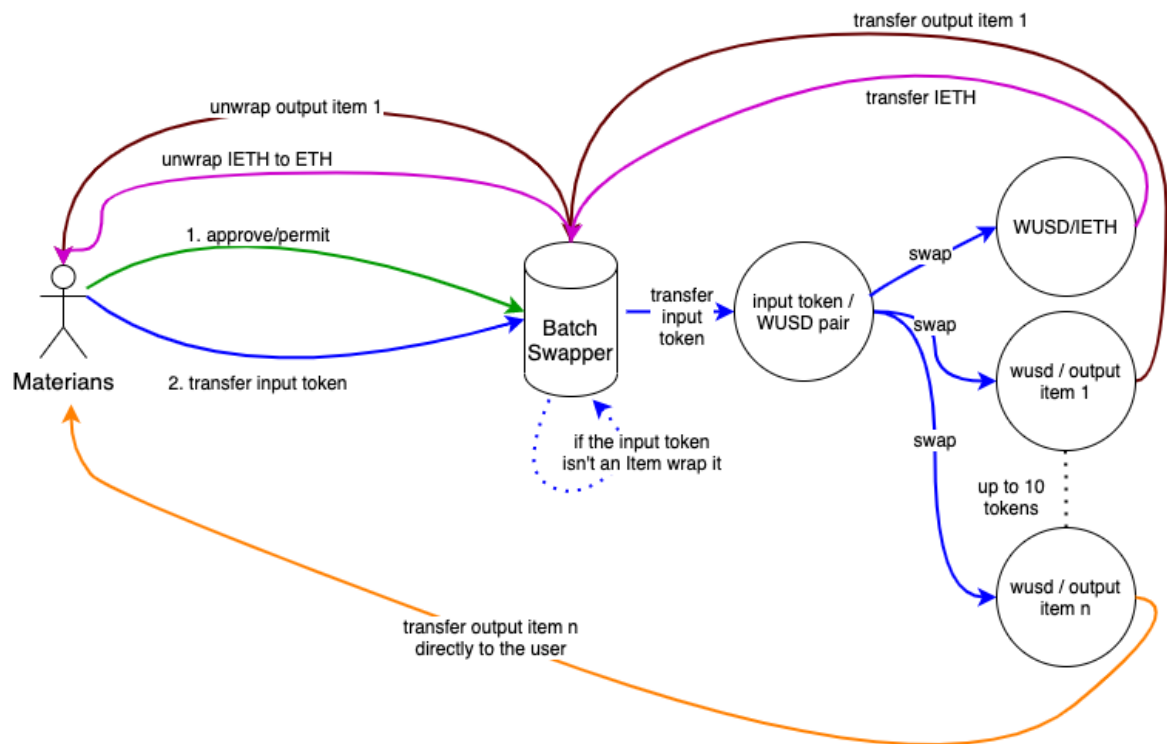 transfer output item 1
transfer IETH
unwrap output item 1
unwrap IETH to ETH
1. approve/permit
2. transfer input token
Materians
Batch
Swapper
if the input token
isn't an Item wrap it
transfer
input
token
input token /
WUSD pair
swap
swap
swap
WUSD/IETH
wusd / output
item 1
up to 10
tokens
wusd / output
item n
transfer output item n
directly to the user